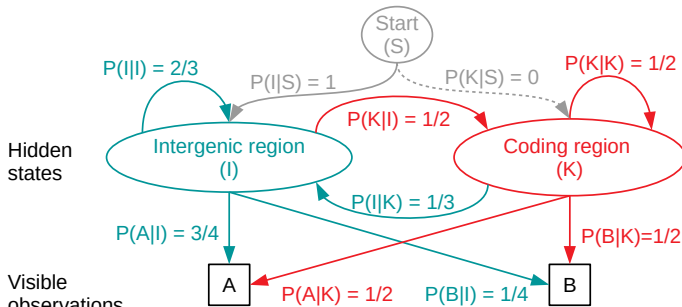 Start
(S)
P(I|I) = 2/3
P(I|S) = 1
P(K|S) = 0
P(K|K) = 1/2
P(K|I) = 1/2
Hidden
states
Intergenic region
(I)
Coding region
(K)
P(I|K) = 1/3
P(A|I) = 3/4
P(B|K)=1/2
Visible
observations
A
B
P(A|K) = 1/2
P(B|I) = 1/4